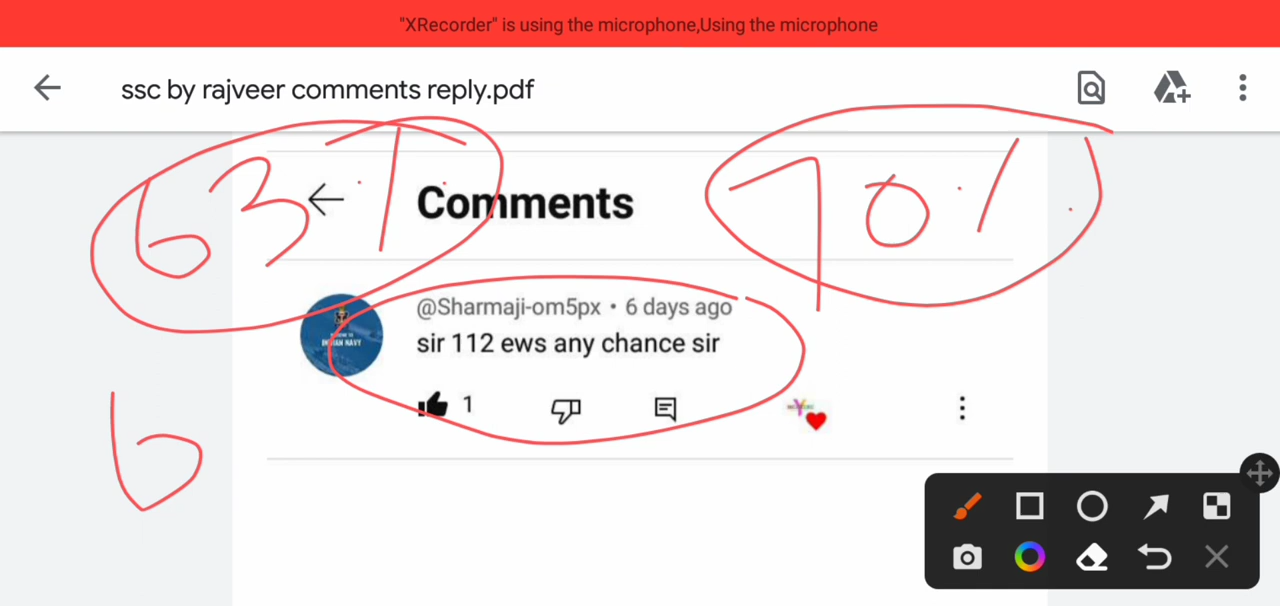 "XRecorder" is using the microphone,Using the microphone
ssc by rajveer comments reply.pdf
63%
70%
Comments
@Sharmaji-om5px • 6 days ago
sir 112 ews any chance sir
1
6